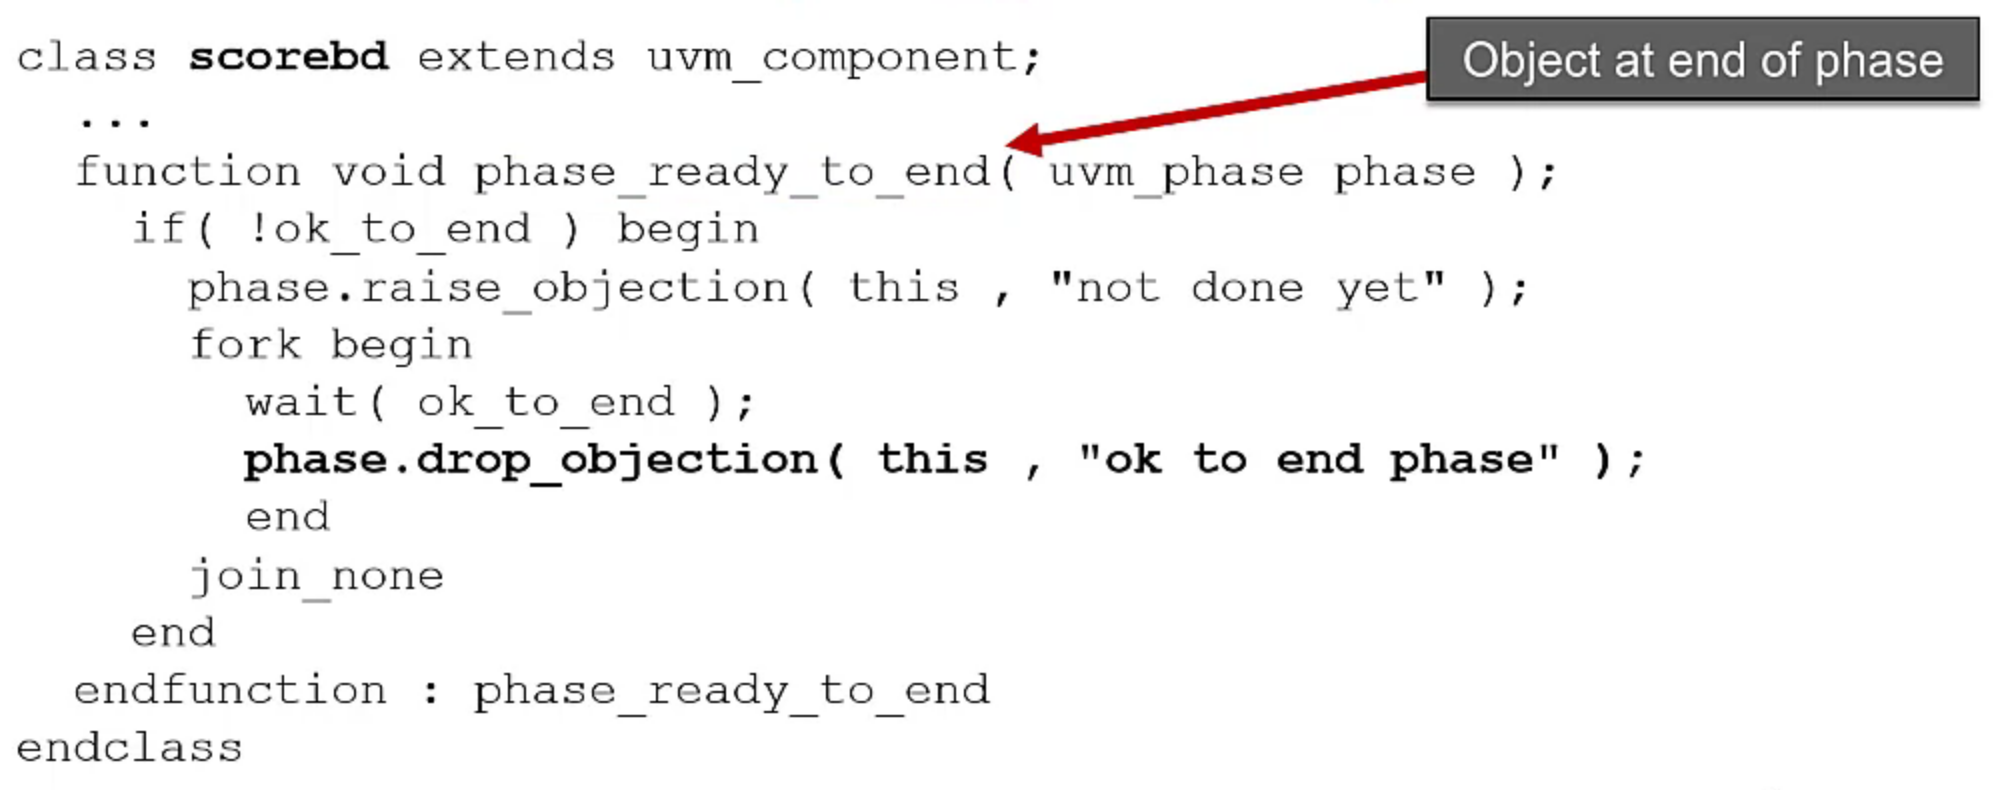 class scorebd extends uvm_component;
Object at end of phase
...
function void phase_ready_to_end( uvm_phase phase );
if( !ok_to_end ) begin
phase.raise_objection( this , "not done yet" );
fork begin
wait( ok_to_end );
phase.drop_objection( this , "ok to end phase" );
end
join_none
end
endfunction : phase_ready_to_end
endclass